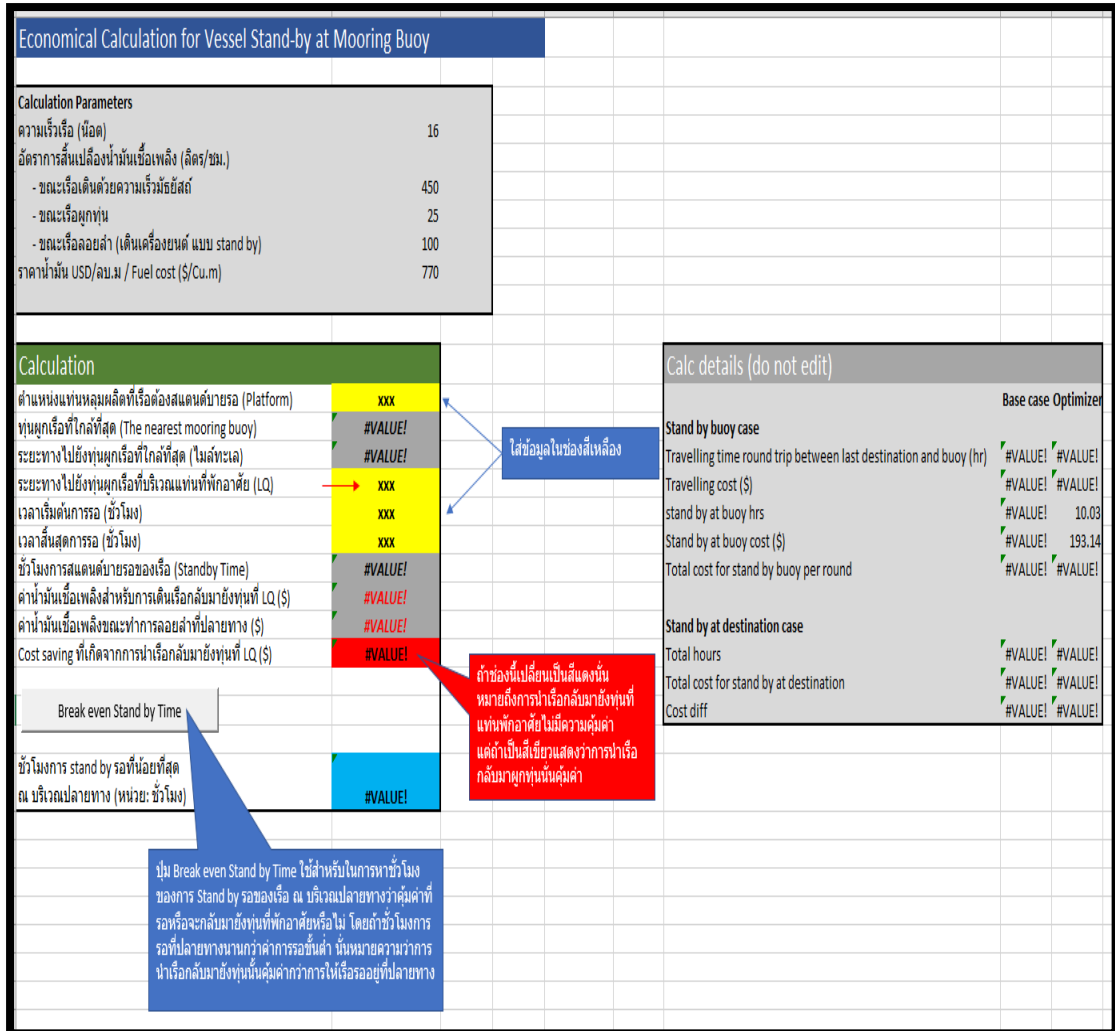 Economical Calculation for Vessel Stand-by at Mooring Buoy
Calculation Parameters
ความเร็วเรือ (น๊อต) 16
อัตราการสิ้นเปลืองน้ำมันเชื้อเพลิง (ลิตร/ชม.)
- ขณะเรือเดินด้วยความเร็วมัธยัสถ์ 450
- ขณะเรือผูกทุ่น 25
- ขณะเรือลอยลำ (เดินเครื่องยนต์ แบบ stand by) 100
ราคาน้ำมัน USD/ลบ.ม / Fuel cost ($/Cu.m) 770
Calculation
ตำแหน่งแท่นหลุมผลิตที่เรือต้องสแตนด์บายรอ (Platform) xxx
ทุ่นผูกเรือที่ใกล้ที่สุด (The nearest mooring buoy) #VALUE!
ระยะทางไปยังทุ่นผูกเรือที่ใกล้ที่สุด (ไมล์ทะเล) #VALUE!
ระยะทางไปยังทุ่นผูกเรือที่บริเวณแท่นที่พักอาศัย (LQ) xxx
เวลาเริ่มต้นการรอ (ชั่วโมง) xxx
เวลาสิ้นสุดการรอ (ชั่วโมง) xxx
ชั่วโมงการสแตนด์บายรอของเรือ (Standby Time) #VALUE!
ค่าน้ำมันเชื้อเพลิงสำหรับการเดินเรือกลับมายังทุ่นที่ LQ ($) #VALUE!
ค่าน้ำมันเชื้อเพลิงขณะทำการลอยลำที่ปลายทาง ($) #VALUE!
Cost saving ที่เกิดจากการนำเรือกลับมายังทุ่นที่ LQ ($) #VALUE!
Break even Stand by Time
ชั่วโมงการ stand by รอที่น้อยที่สุด
ณ บริเวณปลายทาง (หน่วย: ชั่วโมง) #VALUE!
ใส่ข้อมูลในช่องสีเหลือง
ถ้าช่องนี้เปลี่ยนเป็นสีแดงนั่น
หมายถึงการนำเรือกลับมายังทุ่นที่
แท่นพักอาศัยไม่มีความคุ้มค่า
แต่ถ้าเป็นสีเขียวแสดงว่าการนำเรือ
กลับมาผูกทุ่นนั้นคุ้มค่า
ปุ่ม Break even Stand by Time ใช้สำหรับในการหาชั่วโมง
ของการ Stand by รอของเรือ ณ บริเวณปลายทางว่าคุ้มค่าที่
รอหรือจะกลับมายังทุ่นที่พักอาศัยหรือไม่ โดยถ้าชั่วโมงการ
รอที่ปลายทางนานกว่าค่าการรอขั้นต่ำ นั่นหมายความว่าการ
นำเรือกลับมายังทุ่นนั้นคุ้มค่ากว่าการให้เรือรออยู่ที่ปลายทาง
Calc details (do not edit)
Base case Optimizer
Stand by buoy case
Travelling time round trip between last destination and buoy (hr) #VALUE! #VALUE!
Travelling cost ($) #VALUE! #VALUE!
stand by at buoy hrs #VALUE! 10.03
Stand by at buoy cost ($) #VALUE! 193.14
Total cost for stand by buoy per round #VALUE! #VALUE!
Stand by at destination case
Total hours #VALUE! #VALUE!
Total cost for stand by at destination #VALUE! #VALUE!
Cost diff #VALUE! #VALUE!